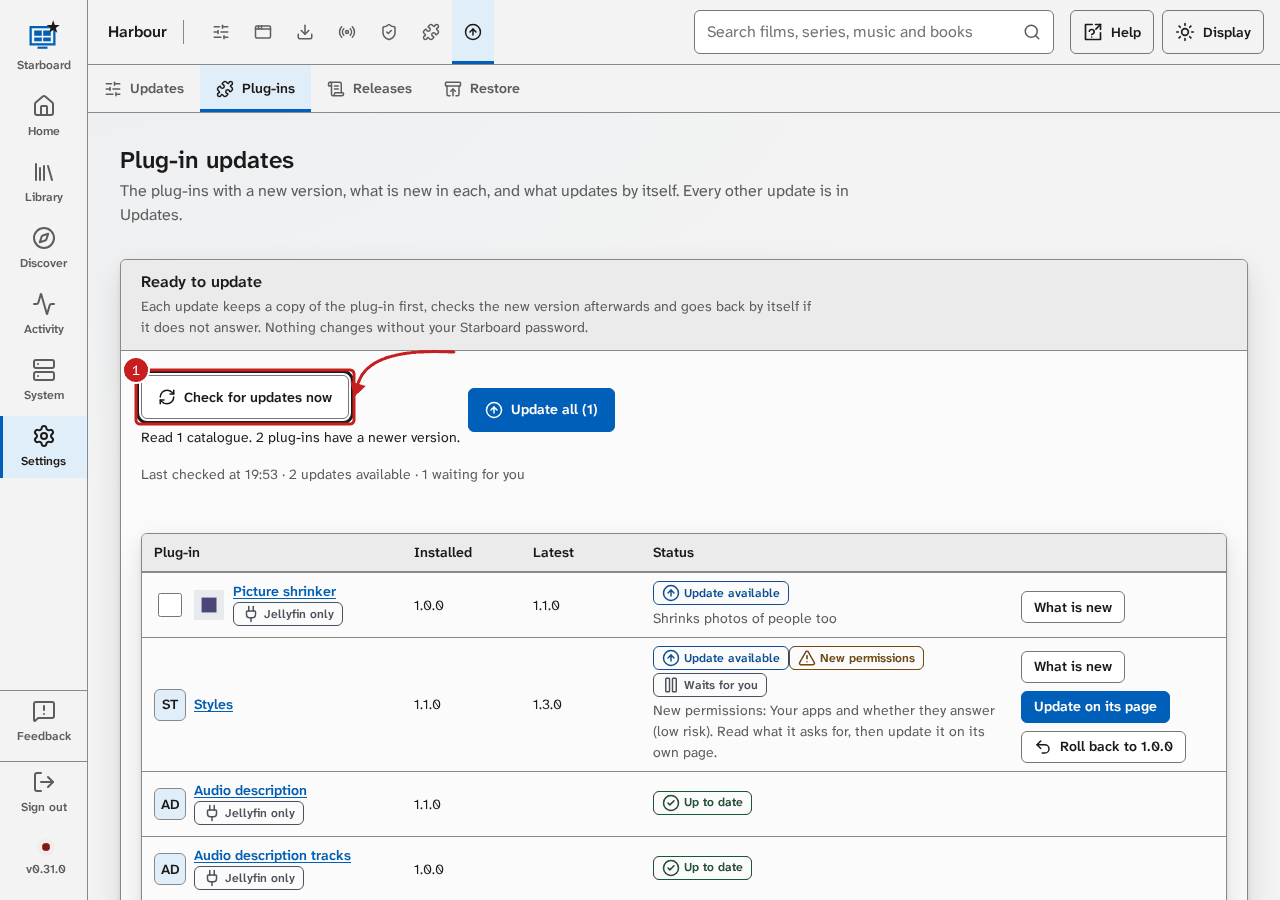 Starboard
Home
Library
Discover
Activity
System
Settings
Feedback
Sign out
v0.31.0
Harbour
Search films, series, music and books
Help
Display
Updates
Plug-ins
Releases
Restore
Plug-in updates
The plug-ins with a new version, what is new in each, and what updates by itself. Every other update is in
Updates.
Ready to update
Each update keeps a copy of the plug-in first, checks the new version afterwards and goes back by itself if
it does not answer. Nothing changes without your Starboard password.
1
Check for updates now
Update all (1)
Read 1 catalogue. 2 plug-ins have a newer version.
Last checked at 19:53 · 2 updates available · 1 waiting for you
Plug-in Installed Latest Status
Picture shrinker
Jellyfin only
1.0.0
1.1.0
Update available
Shrinks photos of people too
What is new
ST
Styles
1.1.0
1.3.0
Update available
New permissions
Waits for you
New permissions: Your apps and whether they answer
(low risk). Read what it asks for, then update it on its
own page.
What is new
Update on its page
Roll back to 1.0.0
AD
Audio description
Jellyfin only
1.1.0
Up to date
AD
Audio description tracks
Jellyfin only
1.0.0
Up to date